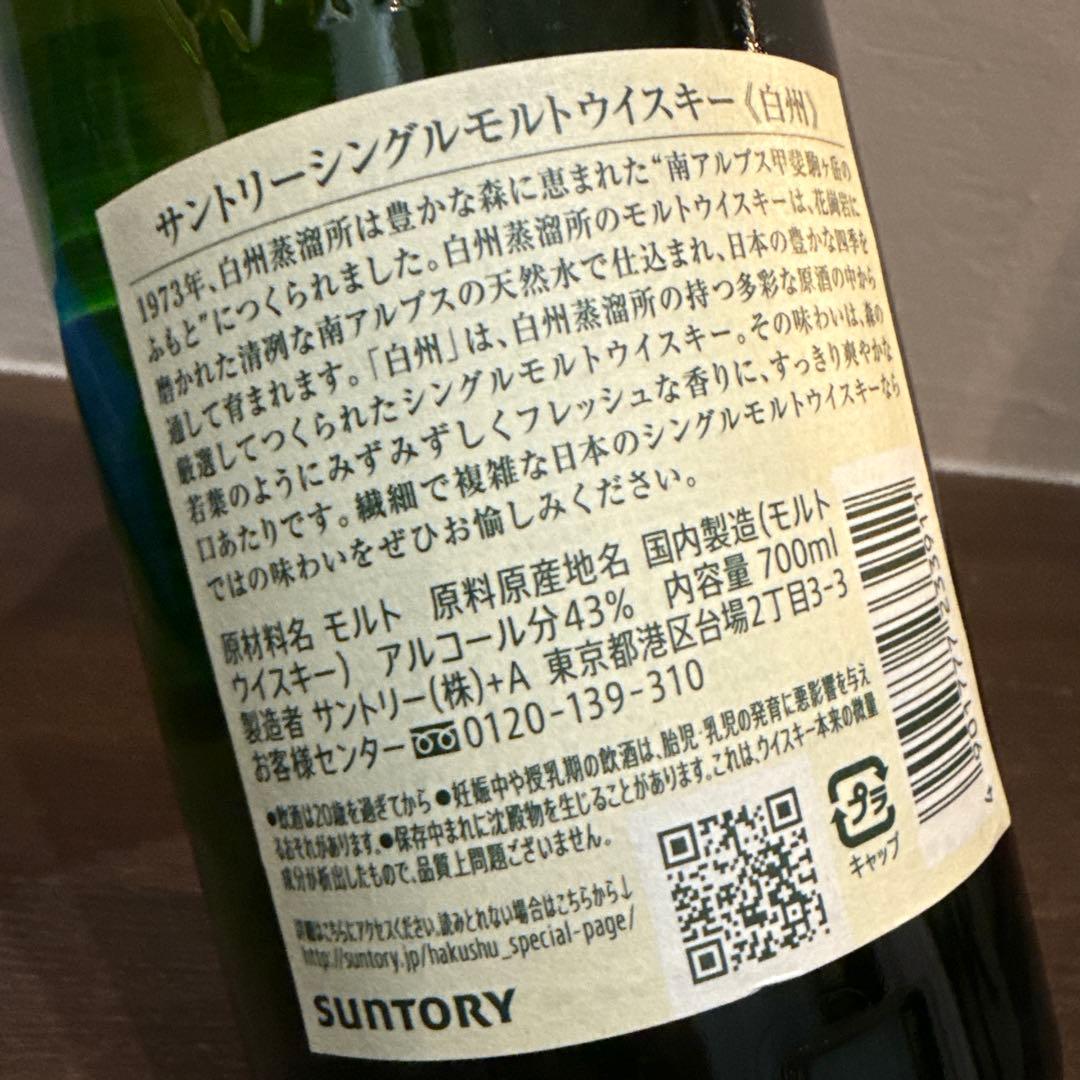 サントリーシングルモルトウイスキー《白州》
1973年、白州蒸溜所は豊かな森に恵まれた“南アルプス甲斐駒ヶ岳の
ふもと”につくられました。白州蒸溜所のモルトウイスキーは、花崗岩に
磨かれた清冽な南アルプスの天然水で仕込まれ、日本の豊かな四季を
通して育まれます。「白州」は、白州蒸溜所の持つ多彩な原酒の中から
厳選してつくられたシングルモルトウイスキー。その味わいは、森の
若葉のようにみずみずしくフレッシュな香りに、すっきり爽やかな
口あたりです。繊細で複雑な日本のシングルモルトウイスキーなら
ではの味わいをぜひお愉しみください。
原材料名 モルト 原料原産地名 国内製造(モルト
ウイスキー) アルコール分43% 内容量 700ml
製造者 サントリー(株)+A 東京都港区台場2丁目3-3
お客様センター 0120-139-310
●飲酒は20歳を過ぎてから ●妊娠中や授乳期の飲酒は、胎児・乳児の発育に悪影響を与え
るおそれがあります。●保存中まれに沈殿物を生じることがあります。これは、ウイスキー本来の微量
成分が析出したもので、品質上問題ございません。
詳細はこちらにアクセスください。読みとれない場合はこちらから↓
http://suntory.jp/hakushu_special-page/
SUNTORY
プラ
キャップ